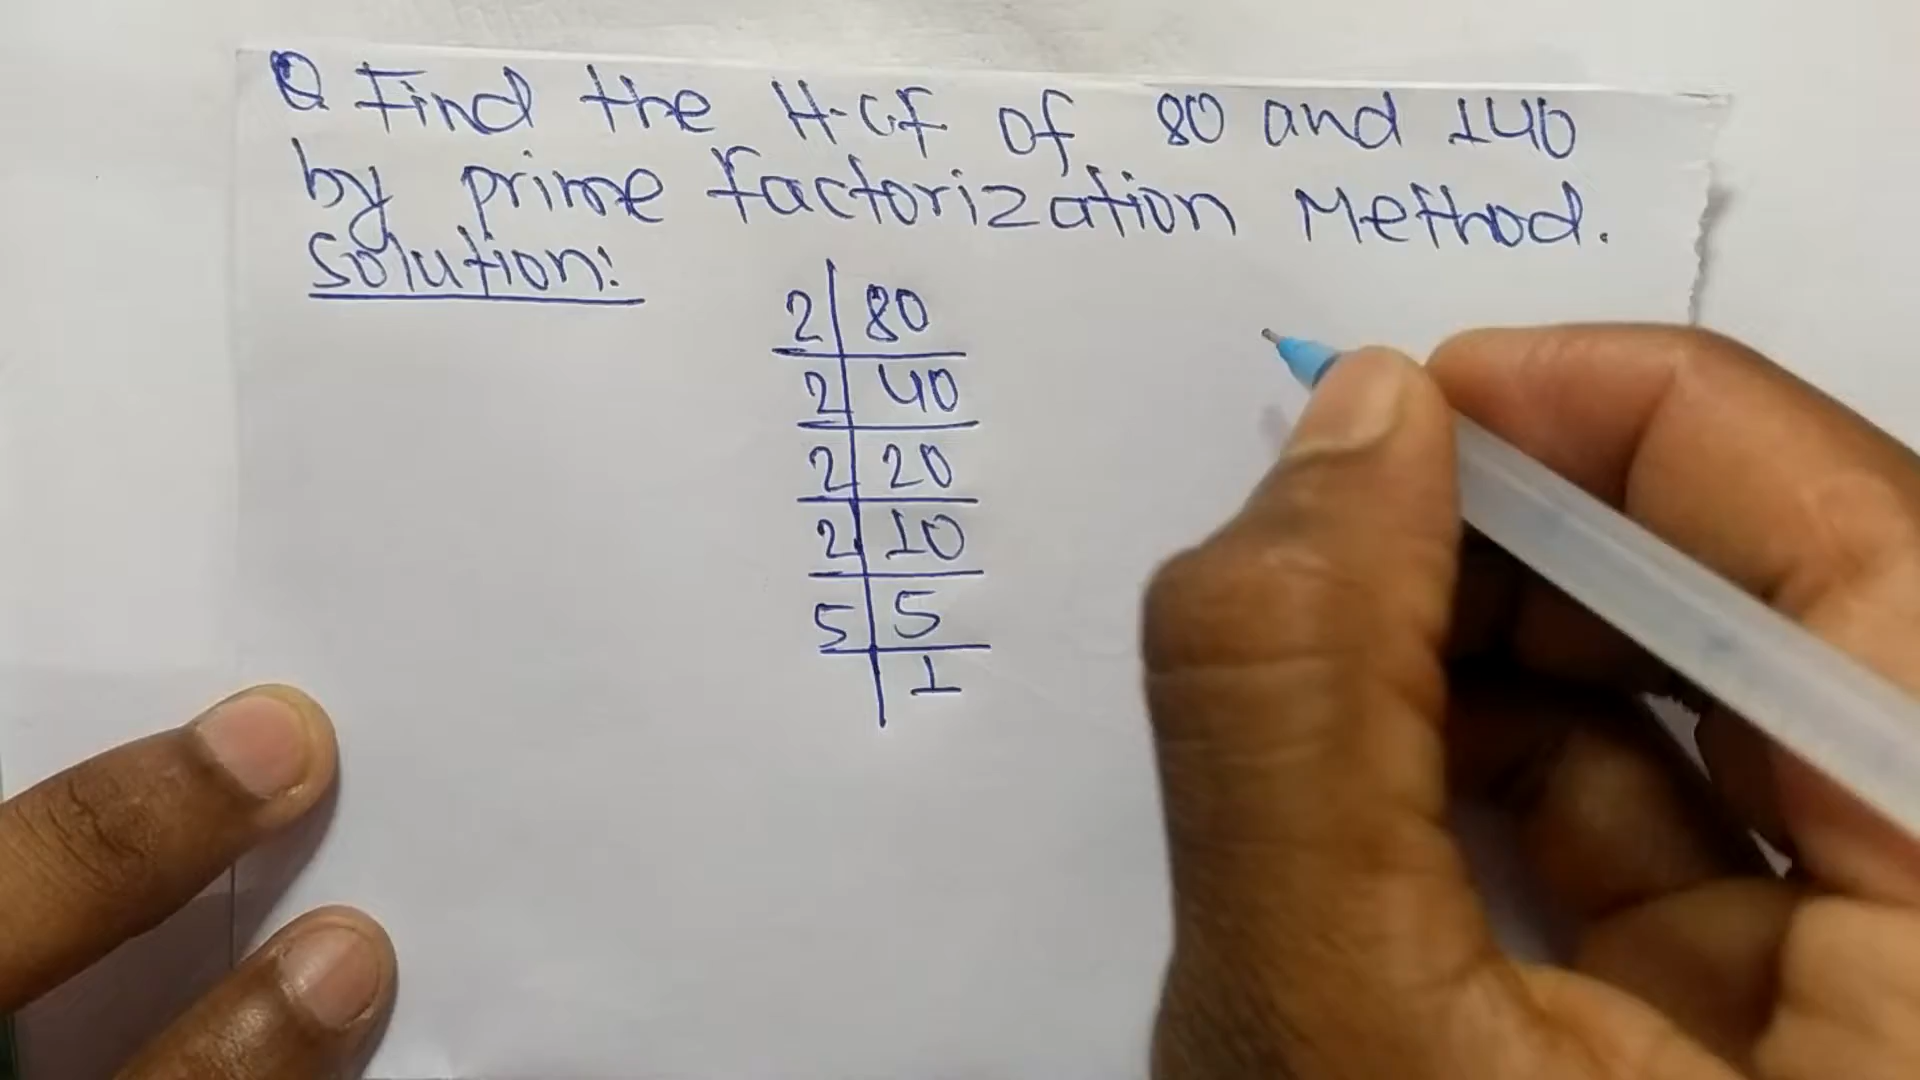 Q Find the H.C.F of 80 and 140
by prime Factorization Method.
Solution:
2 80
2 40
2 20
2 10
5 5
1